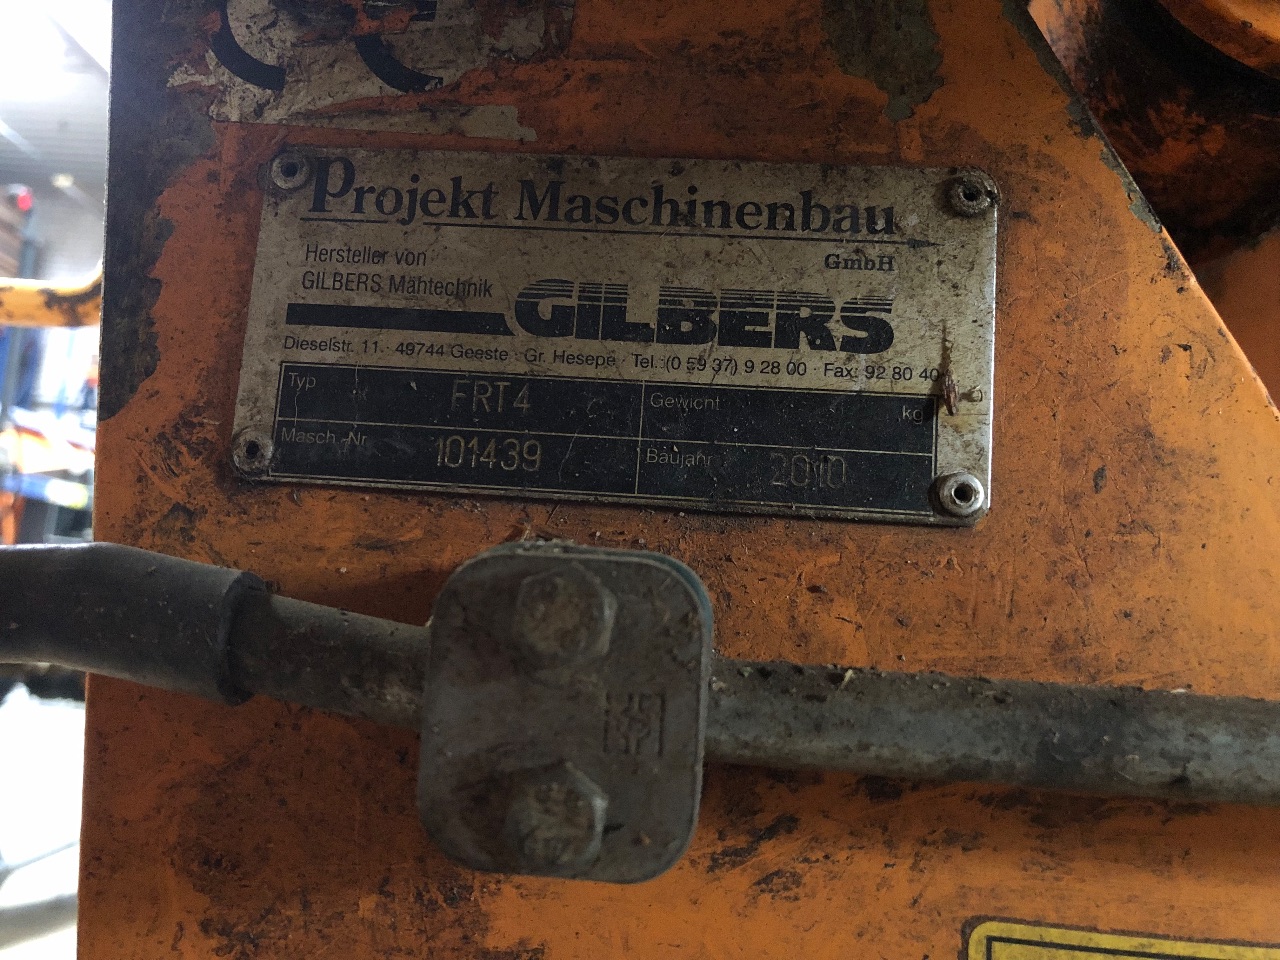 CE
Projekt Maschinenbau
GmbH
Hersteller von
GILBERS Mähtechnik
GILBERS
Dieselstr. 11 · 49744 Geeste - Gr. Hesepe · Tel.:(0 59 37) 9 28 00 · Fax: 92 80 40
Typ FRT4 Gewicht kg
Masch.-Nr. 101439 Baujahr 2010